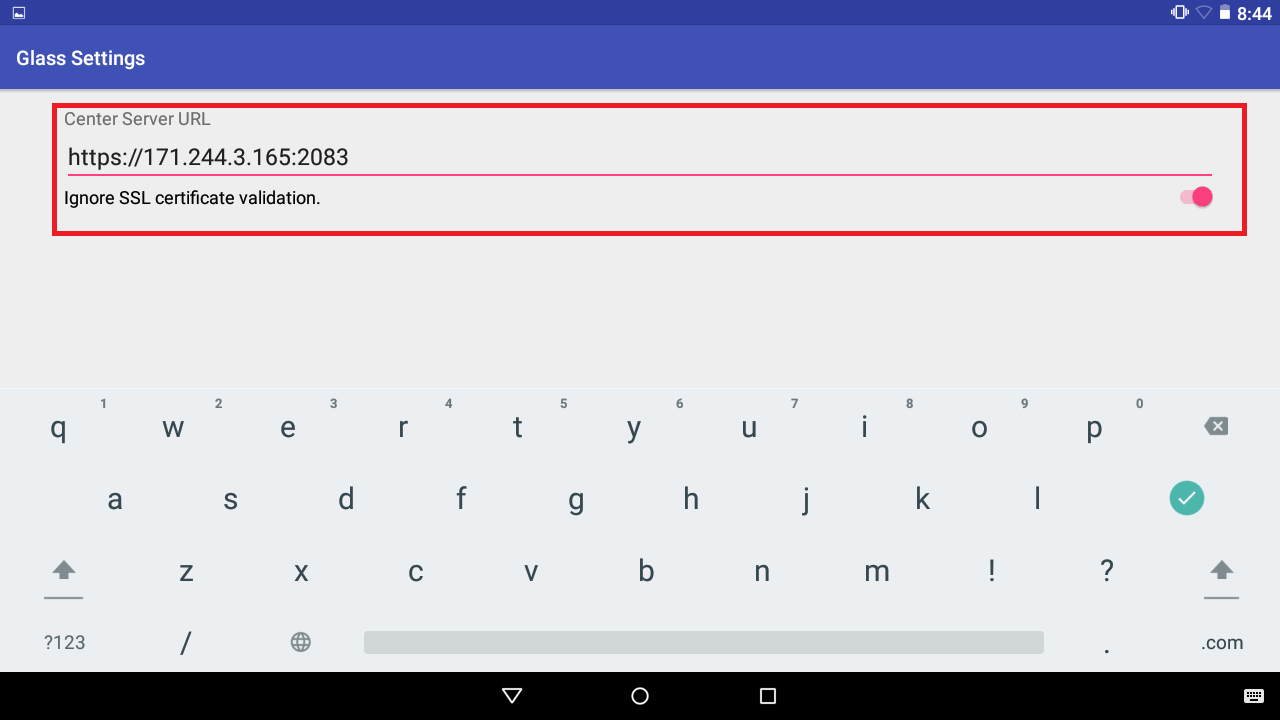 8:44
Glass Settings
Center Server URL
https://171.244.3.165:2083
Ignore SSL certificate validation.
1 2 3 4 5 6 7 8 9 0
q w e r t y u i o p
a s d f g h j k l
z x c v b n m ! ?
?123 / . .com